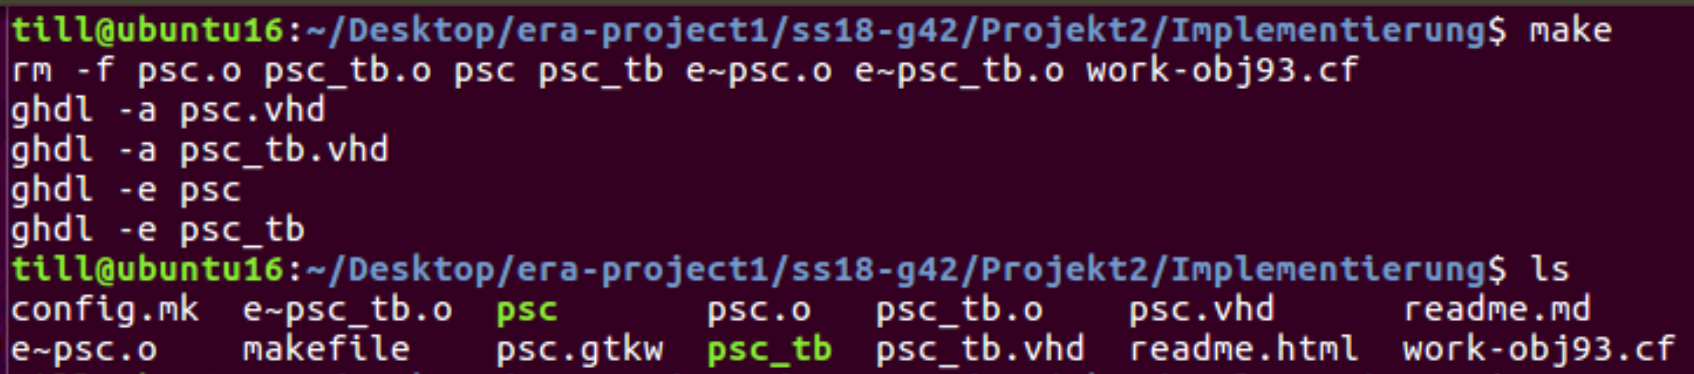 till@ubuntu16:~/Desktop/era-project1/ss18-g42/Projekt2/Implementierung$ make
rm -f psc.o psc_tb.o psc psc_tb e~psc.o e~psc_tb.o work-obj93.cf
ghdl -a psc.vhd
ghdl -a psc_tb.vhd
ghdl -e psc
ghdl -e psc_tb
till@ubuntu16:~/Desktop/era-project1/ss18-g42/Projekt2/Implementierung$ ls
config.mk  e~psc_tb.o  psc       psc.o   psc_tb.o    psc.vhd      readme.md
e~psc.o    makefile    psc.gtkw  psc_tb  psc_tb.vhd  readme.html  work-obj93.cf